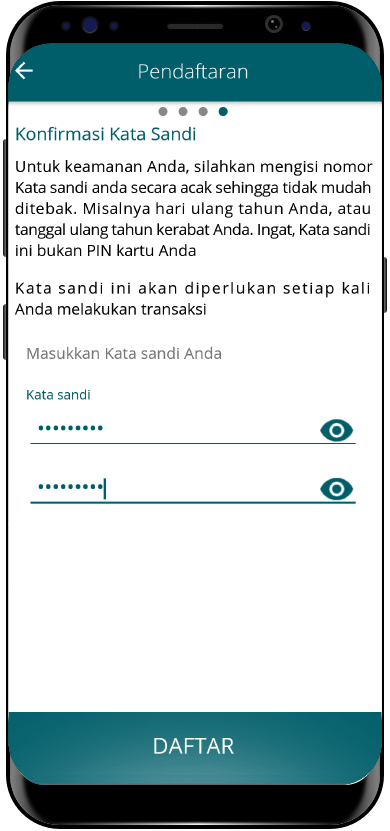 Pendaftaran
Konfirmasi Kata Sandi
Untuk keamanan Anda, silahkan mengisi nomor
Kata sandi anda secara acak sehingga tidak mudah
ditebak. Misalnya hari ulang tahun Anda, atau
tanggal ulang tahun kerabat Anda. Ingat, Kata sandi
ini bukan PIN kartu Anda
Kata sandi ini akan diperlukan setiap kali
Anda melakukan transaksi
Masukkan Kata sandi Anda
Kata sandi
•••••••••
•••••••••
DAFTAR